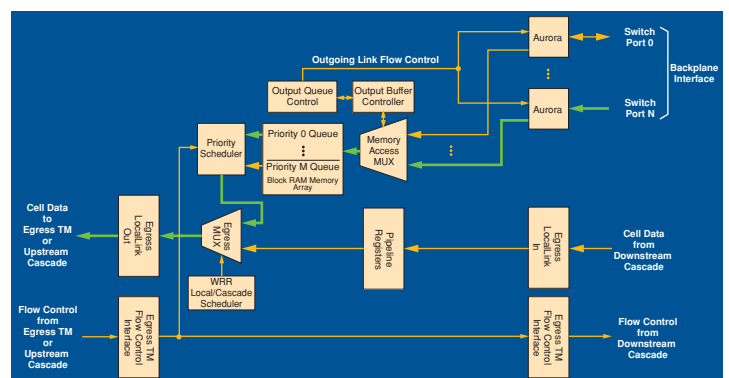 Aurora
Switch
Port 0
Outgoing Link Flow Control
Backplane
Interface
Output Queue
Control
Output Buffer
Controller
Aurora
Switch
Port N
Priority
Scheduler
Priority 0 Queue
Priority M Queue
Block RAM Memory
Array
Memory
Access
MUX
Cell Data
to
Egress TM
or
Upstream
Cascade
Egress
LocalLink
Out
Egress
MUX
Pipeline
Registers
Egress
LocalLink
In
Cell Data
from
Downstream
Cascade
WRR
Local/Cascade
Scheduler
Flow Control
from
Egress TM
or
Upstream
Cascade
Egress TM
Flow Control
Interface
Egress TM
Flow Control
Interface
Flow Control
from
Downstream
Cascade